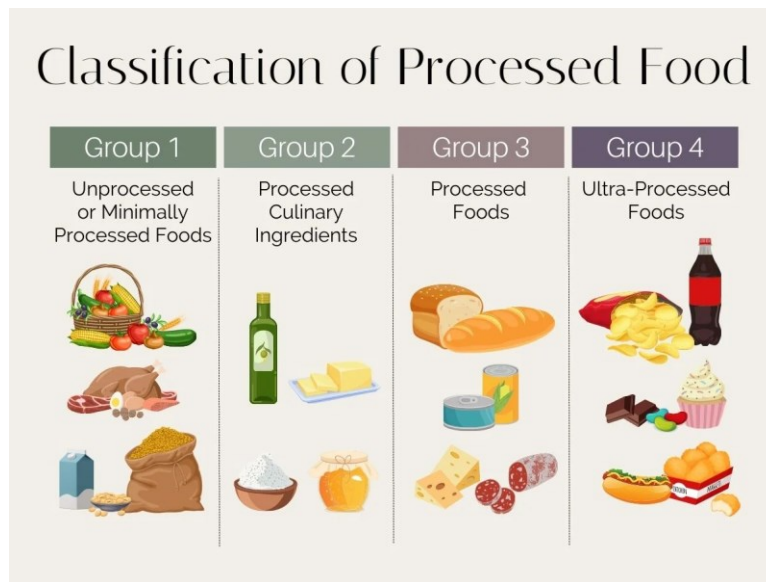 Classification of Processed Food
Group 1
Unprocessed
or Minimally
Processed Foods
Group 2
Processed
Culinary
Ingredients
Group 3
Processed
Foods
Group 4
Ultra-Processed
Foods